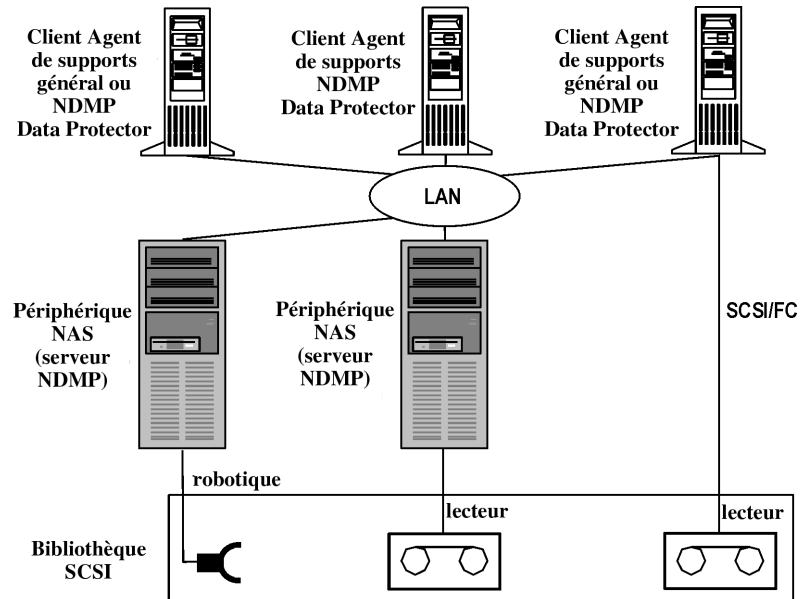 Client Agent
de supports
général ou
NDMP
Data Protector
Client Agent
de supports
NDMP
Data Protector
Client Agent
de supports
général ou
NDMP
Data Protector
LAN
Périphérique
NAS
(serveur
NDMP)
Périphérique
NAS
(serveur
NDMP)
SCSI/FC
robotique
lecteur
lecteur
Bibliothèque
SCSI